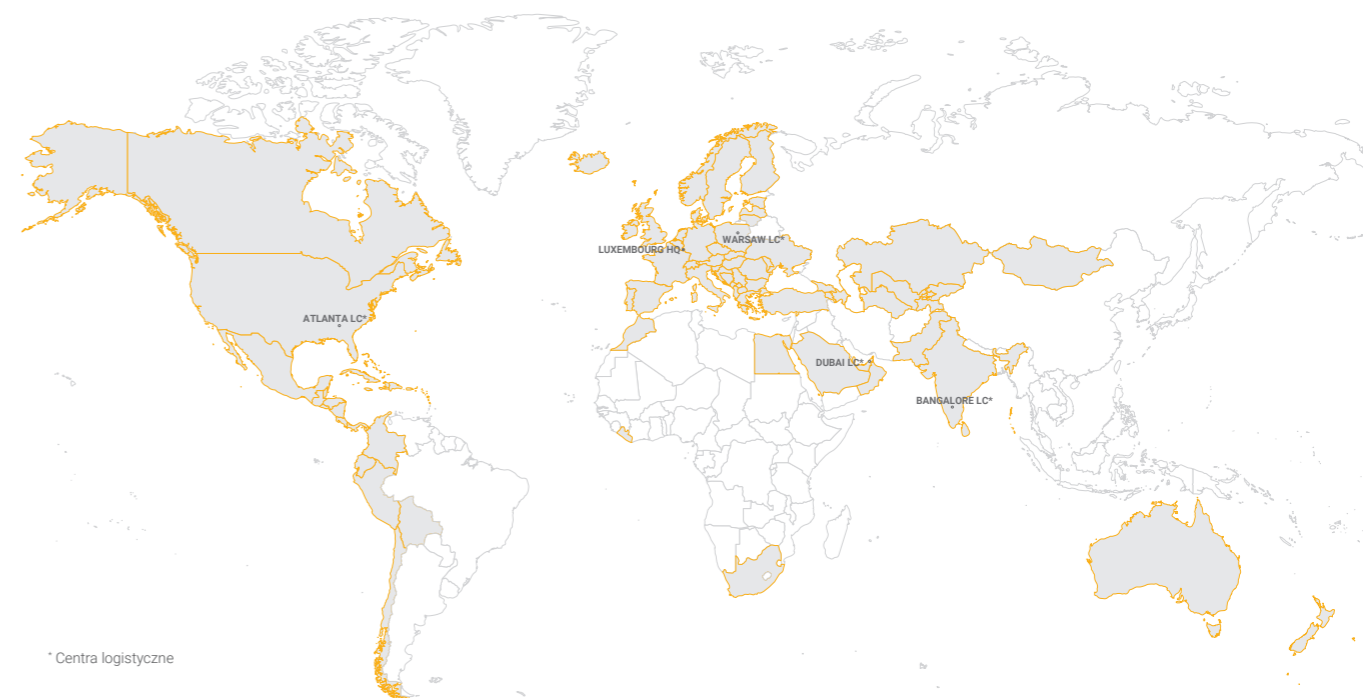 WARSAW LC*
LUXEMBOURG HQ*
ATLANTA LC*
DUBAI LC*
BANGALORE LC*
* Centra logistyczne